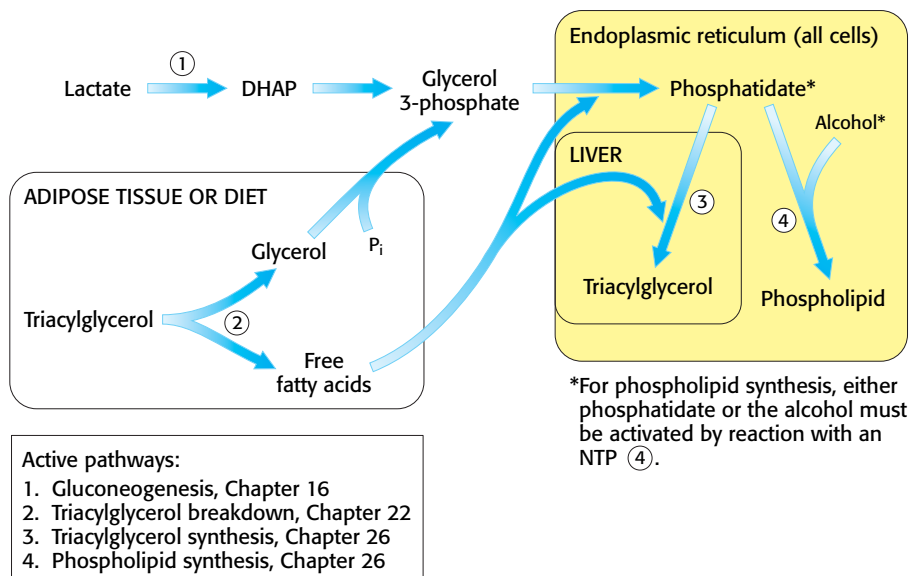 Endoplasmic reticulum (all cells)
①
Lactate
DHAP
Glycerol
3-phosphate
Phosphatidate*
Alcohol*
LIVER
③
④
Triacylglycerol
Phospholipid
ADIPOSE TISSUE OR DIET
Glycerol
Pi
Triacylglycerol
②
Free
fatty acids
*For phospholipid synthesis, either
phosphatidate or the alcohol must
be activated by reaction with an
NTP ④.
Active pathways:
1. Gluconeogenesis, Chapter 16
2. Triacylglycerol breakdown, Chapter 22
3. Triacylglycerol synthesis, Chapter 26
4. Phospholipid synthesis, Chapter 26